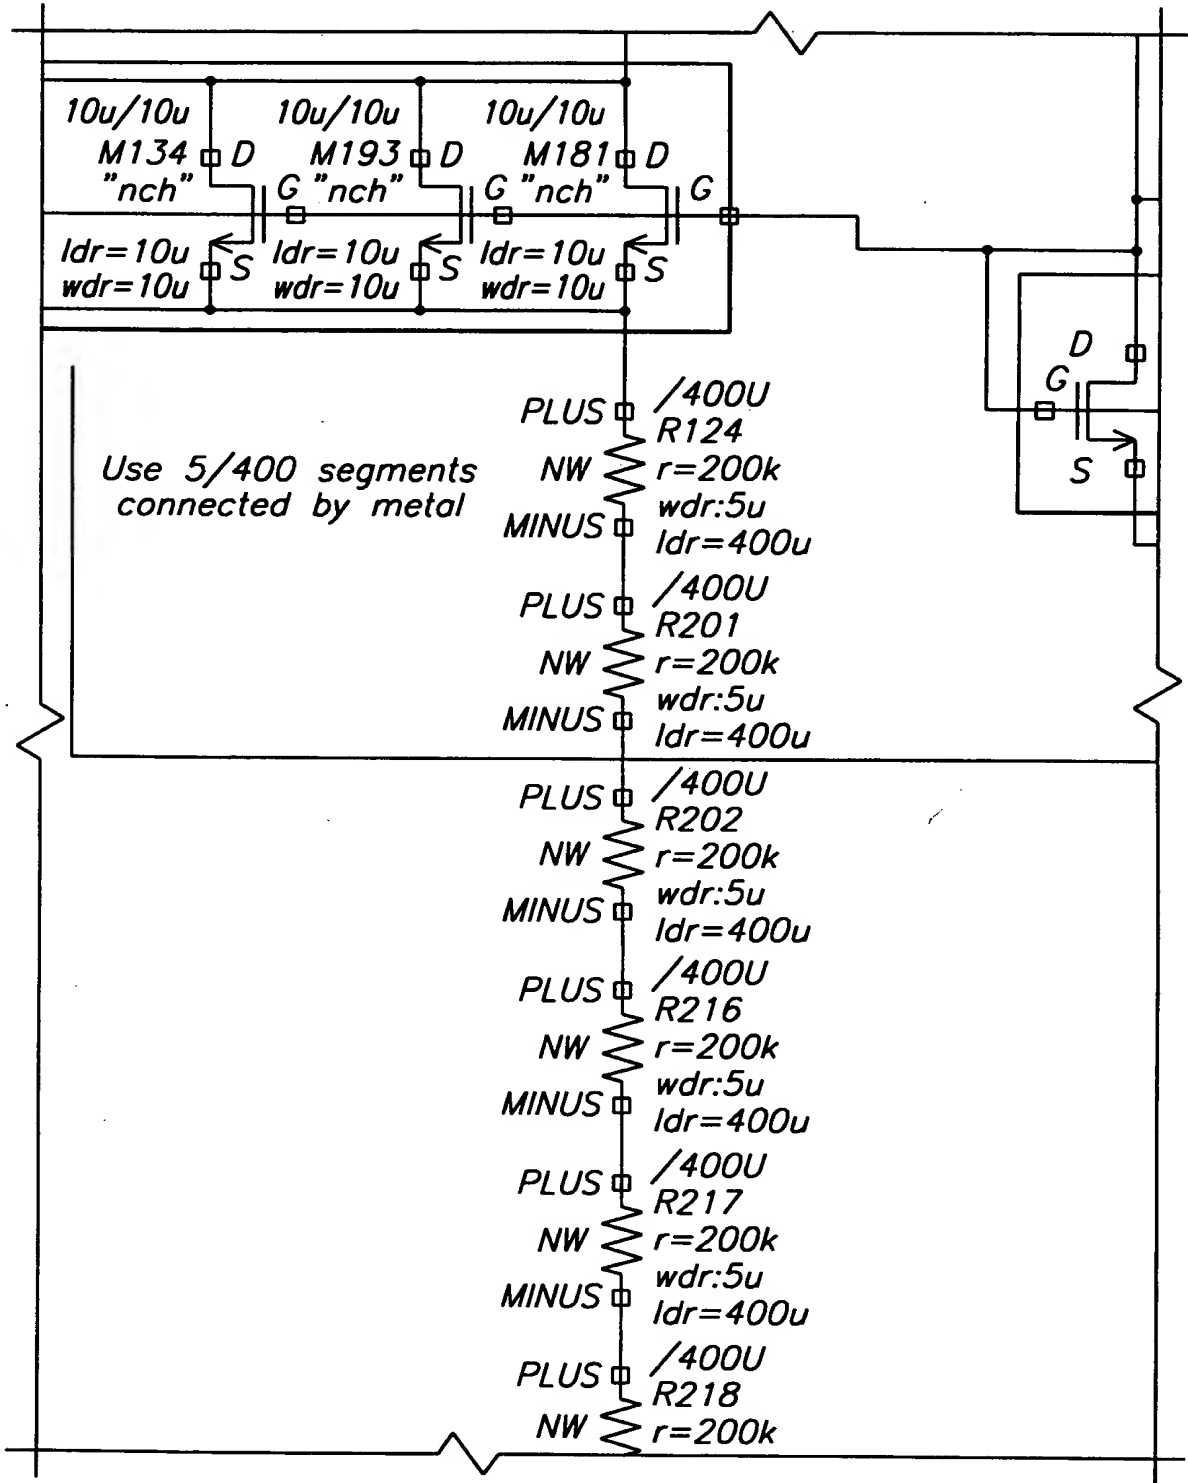 10u/10u 10u/10u 10u/10u
M134 D M193 D M181 D
"nch" G "nch" G "nch" G
ldr=10u ldr=10u ldr=10u
S S S
wdr=10u wdr=10u wdr=10u
D
G
S
/400U
PLUS
R124
NW r=200k
wdr:5u
MINUS
ldr=400u
Use 5/400 segments
connected by metal
/400U
PLUS
R201
NW r=200k
wdr:5u
MINUS
ldr=400u
/400U
PLUS
R202
NW r=200k
wdr:5u
MINUS
ldr=400u
/400U
PLUS
R216
NW r=200k
wdr:5u
MINUS
ldr=400u
/400U
PLUS
R217
NW r=200k
wdr:5u
MINUS
ldr=400u
/400U
PLUS
R218
NW r=200k